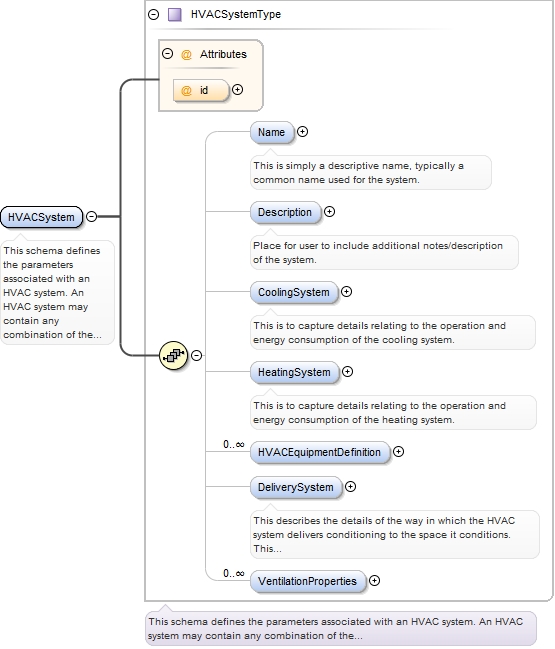 HVACSystemType
@ Attributes
@ id
Name
This is simply a descriptive name, typically a
common name used for the system.
Description
Place for user to include additional notes/description
of the system.
HVACSystem
This schema defines
the parameters
associated with an
HVAC system. An
HVAC system may
contain any
combination of the...
CoolingSystem
This is to capture details relating to the operation and
energy consumption of the cooling system.
HeatingSystem
This is to capture details relating to the operation and
energy consumption of the heating system.
0..∞
HVACEquipmentDefinition
DeliverySystem
This describes the details of the way in which the HVAC
system delivers conditioning to the space it conditions.
This...
0..∞
VentilationProperties
This schema defines the parameters associated with an HVAC system. An HVAC
system may contain any combination of the...